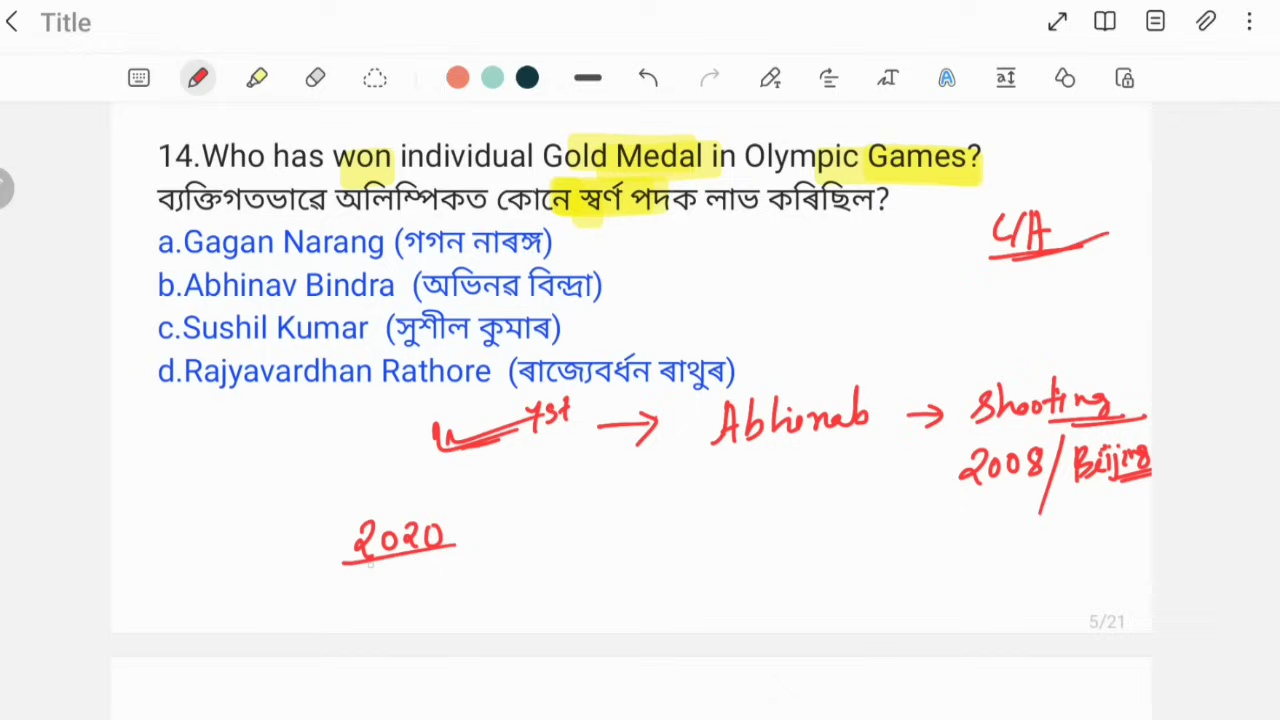 Title
14.Who has won individual Gold Medal in Olympic Games?
ব্যক্তিগতভাৱে অলিম্পিকত কোনে স্বৰ্ণ পদক লাভ কৰিছিল?
C/A
a.Gagan Narang (গগন নাৰঙ্গ)
b.Abhinav Bindra (অভিনৱ বিন্দ্ৰা)
c.Sushil Kumar (সুশীল কুমাৰ)
d.Rajyavardhan Rathore (ৰাজ্যেবৰ্ধন ৰাথুৰ)
1st → Abhinab → Shooting
2008/Beijing
2020
5/21